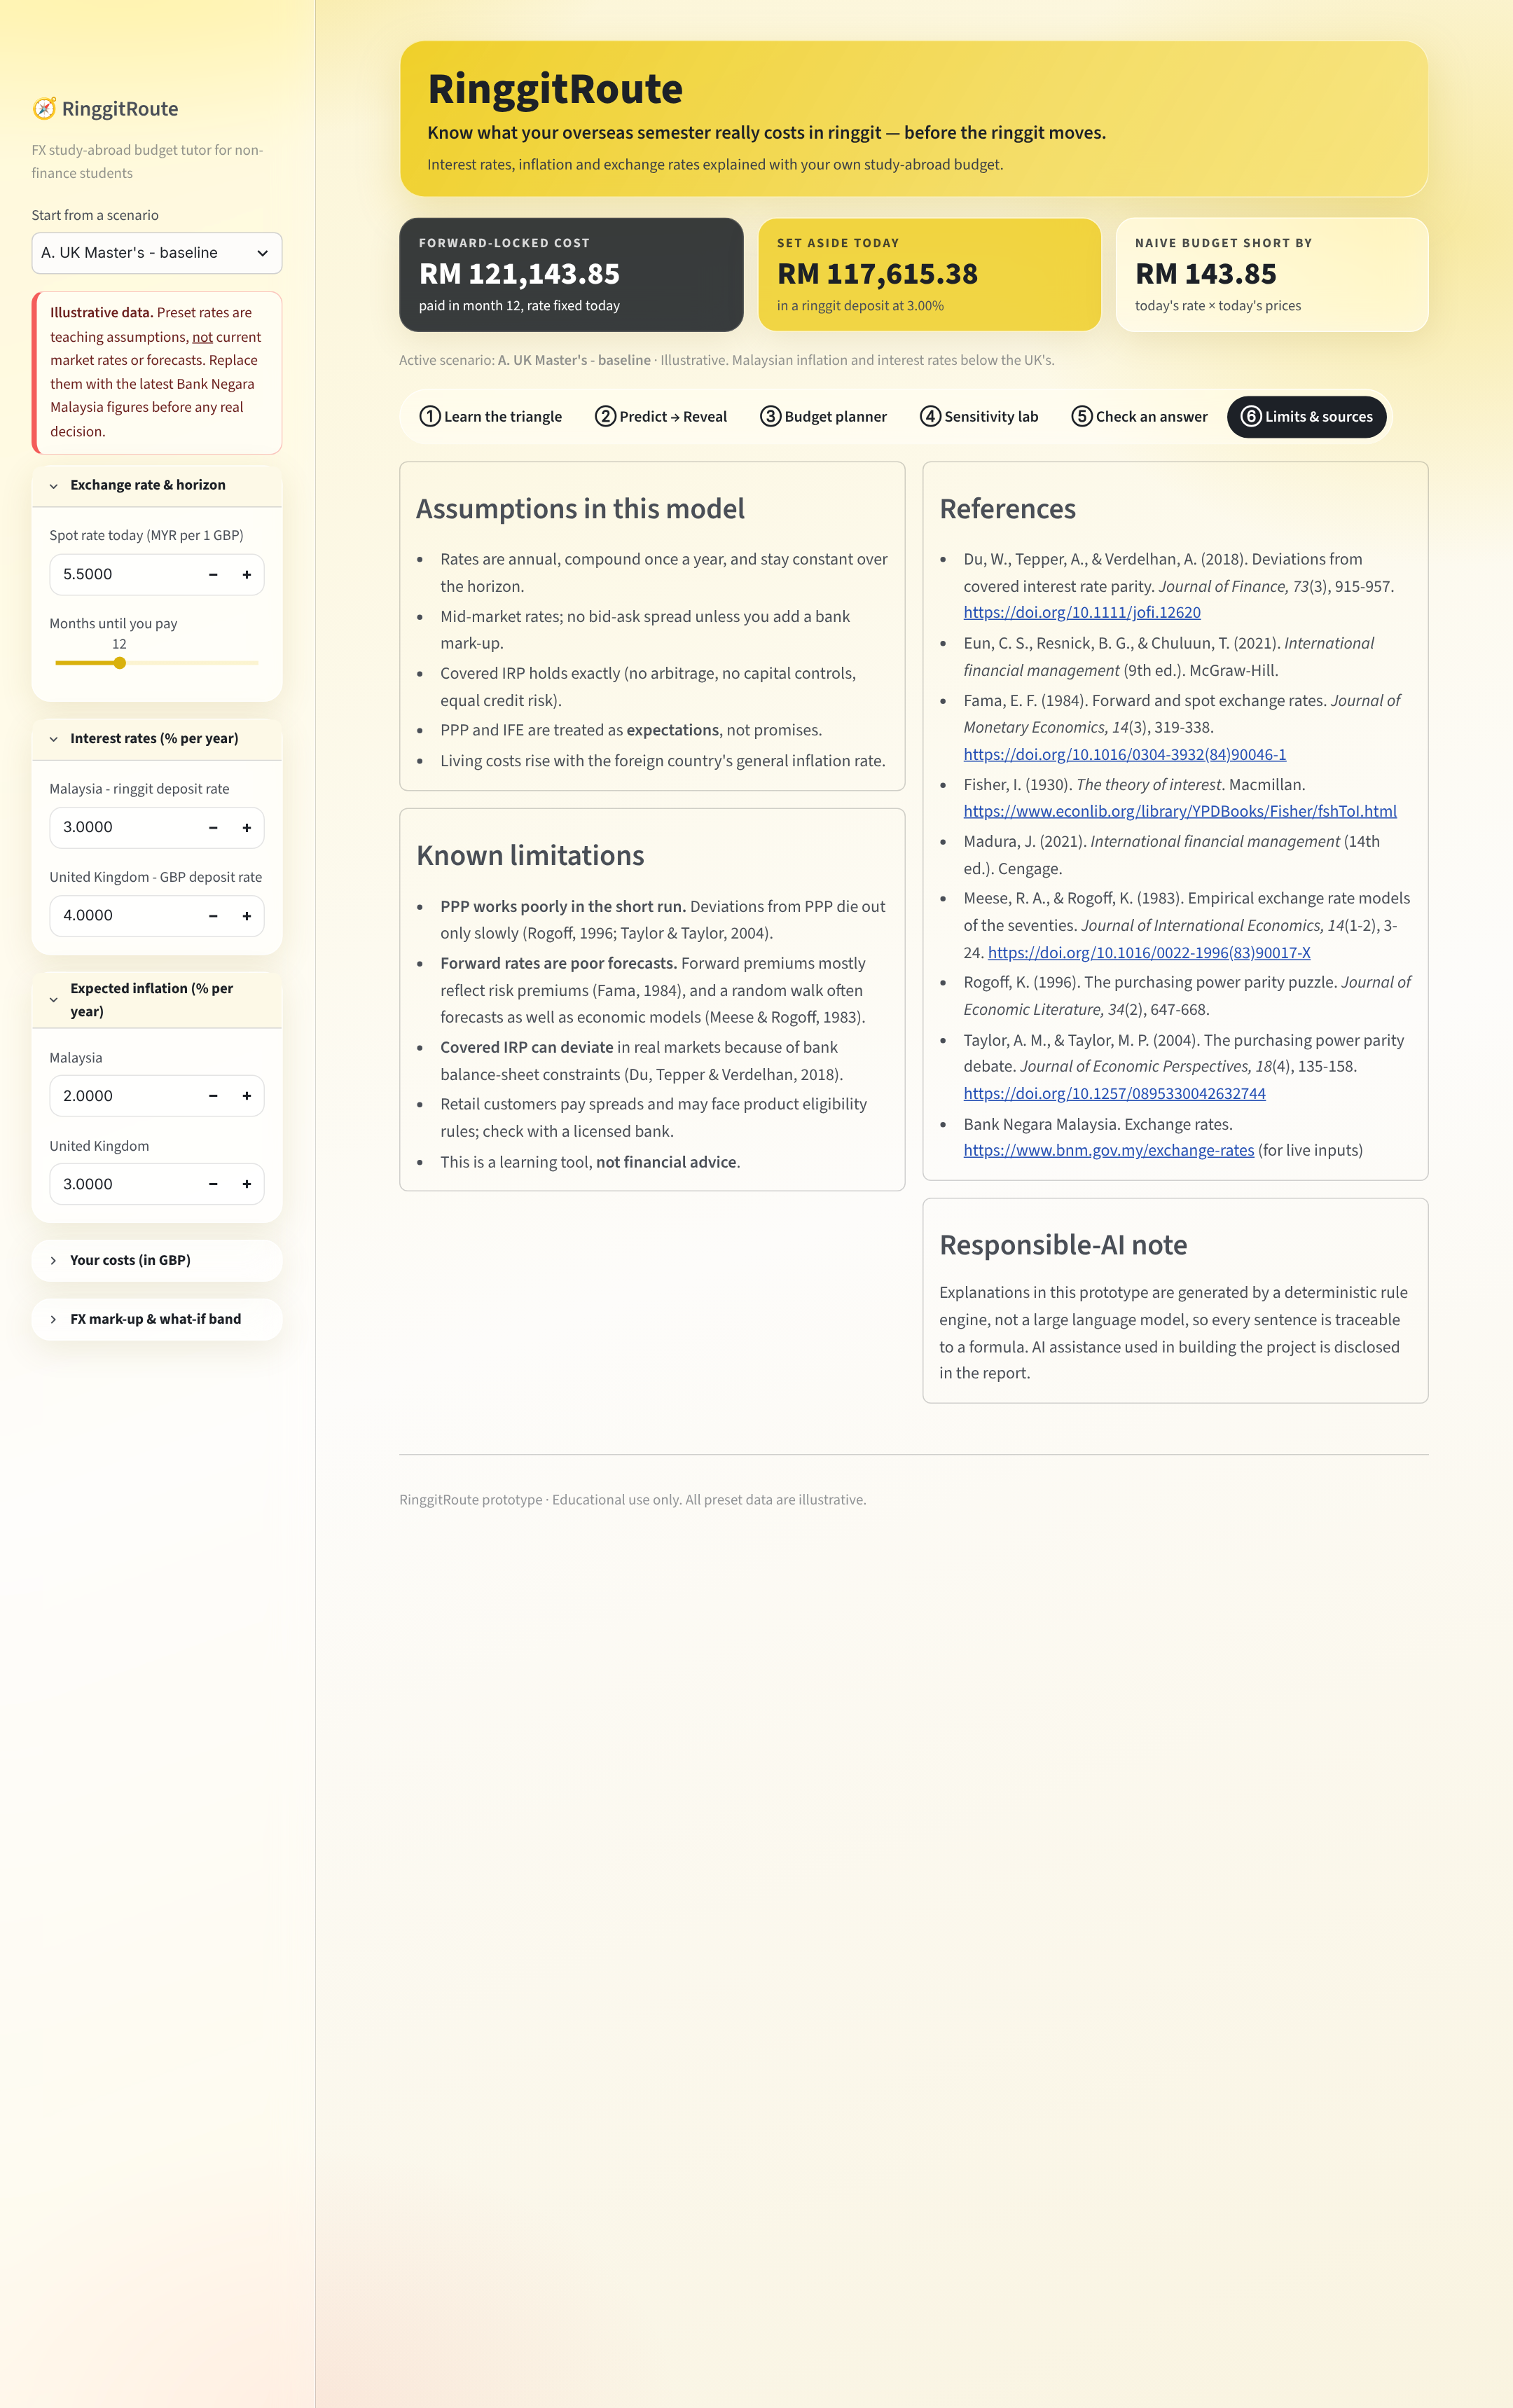 🧭 RinggitRoute
FX study-abroad budget tutor for non-
finance students
Start from a scenario
A. UK Master's - baseline
Illustrative data. Preset rates are
teaching assumptions, not current
market rates or forecasts. Replace
them with the latest Bank Negara
Malaysia figures before any real
decision.
Exchange rate & horizon
Spot rate today (MYR per 1 GBP)
5.5000
Months until you pay
12
Interest rates (% per year)
Malaysia - ringgit deposit rate
3.0000
United Kingdom - GBP deposit rate
4.0000
Expected inflation (% per
year)
Malaysia
2.0000
United Kingdom
3.0000
Your costs (in GBP)
FX mark-up & what-if band
RinggitRoute
Know what your overseas semester really costs in ringgit — before the ringgit moves.
Interest rates, inflation and exchange rates explained with your own study-abroad budget.
FORWARD-LOCKED COST
RM 121,143.85
paid in month 12, rate fixed today
SET ASIDE TODAY
RM 117,615.38
in a ringgit deposit at 3.00%
NAIVE BUDGET SHORT BY
RM 143.85
today's rate × today's prices
Active scenario: A. UK Master's - baseline · Illustrative. Malaysian inflation and interest rates below the UK's.
① Learn the triangle
② Predict → Reveal
③ Budget planner
④ Sensitivity lab
⑤ Check an answer
⑥ Limits & sources
Assumptions in this model
• Rates are annual, compound once a year, and stay constant over
the horizon.
• Mid-market rates; no bid-ask spread unless you add a bank
mark-up.
• Covered IRP holds exactly (no arbitrage, no capital controls,
equal credit risk).
• PPP and IFE are treated as expectations, not promises.
• Living costs rise with the foreign country's general inflation rate.
Known limitations
• PPP works poorly in the short run. Deviations from PPP die out
only slowly (Rogoff, 1996; Taylor & Taylor, 2004).
• Forward rates are poor forecasts. Forward premiums mostly
reflect risk premiums (Fama, 1984), and a random walk often
forecasts as well as economic models (Meese & Rogoff, 1983).
• Covered IRP can deviate in real markets because of bank
balance-sheet constraints (Du, Tepper & Verdelhan, 2018).
• Retail customers pay spreads and may face product eligibility
rules; check with a licensed bank.
• This is a learning tool, not financial advice.
References
• Du, W., Tepper, A., & Verdelhan, A. (2018). Deviations from
covered interest rate parity. Journal of Finance, 73(3), 915-957.
https://doi.org/10.1111/jofi.12620
• Eun, C. S., Resnick, B. G., & Chuluun, T. (2021). International
financial management (9th ed.). McGraw-Hill.
• Fama, E. F. (1984). Forward and spot exchange rates. Journal of
Monetary Economics, 14(3), 319-338.
https://doi.org/10.1016/0304-3932(84)90046-1
• Fisher, I. (1930). The theory of interest. Macmillan.
https://www.econlib.org/library/YPDBooks/Fisher/fshToI.html
• Madura, J. (2021). International financial management (14th
ed.). Cengage.
• Meese, R. A., & Rogoff, K. (1983). Empirical exchange rate models
of the seventies. Journal of International Economics, 14(1-2), 3-
24. https://doi.org/10.1016/0022-1996(83)90017-X
• Rogoff, K. (1996). The purchasing power parity puzzle. Journal of
Economic Literature, 34(2), 647-668.
• Taylor, A. M., & Taylor, M. P. (2004). The purchasing power parity
debate. Journal of Economic Perspectives, 18(4), 135-158.
https://doi.org/10.1257/0895330042632744
• Bank Negara Malaysia. Exchange rates.
https://www.bnm.gov.my/exchange-rates (for live inputs)
Responsible-AI note
Explanations in this prototype are generated by a deterministic rule
engine, not a large language model, so every sentence is traceable
to a formula. AI assistance used in building the project is disclosed
in the report.
RinggitRoute prototype · Educational use only. All preset data are illustrative.